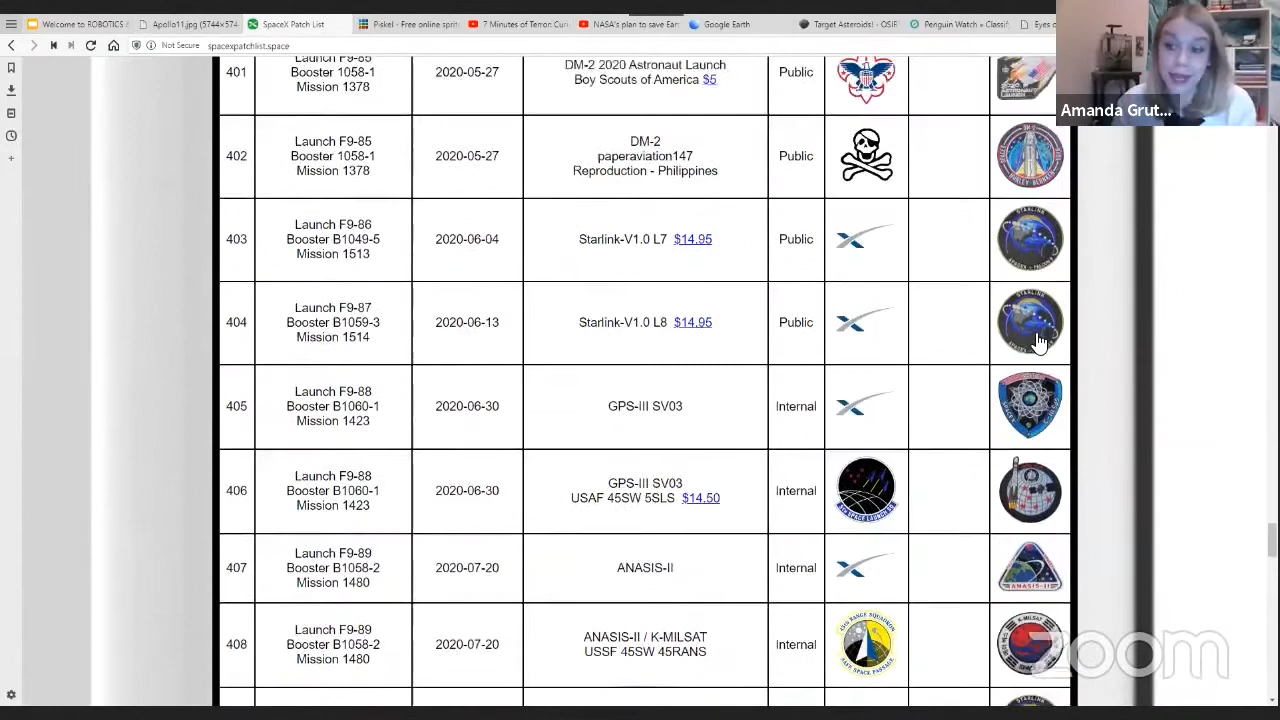 Welcome to ROBOTICS
Apollo11.jpg (5744×574
SpaceX Patch List
Piskel - Free online sprit
7 Minutes of Terror: Curi
NASA's plan to save Eart
Google Earth
Target Asteroids! - OSIR
Penguin Watch » Classify
Eyes o
Not Secure spacexpatchlist.space
Amanda Grut...
401
Launch F9-85
Booster 1058-1
Mission 1378
2020-05-27
DM-2 2020 Astronaut Launch
Boy Scouts of America $5
Public
402
Launch F9-85
Booster 1058-1
Mission 1378
2020-05-27
DM-2
paperaviation147
Reproduction - Philippines
Public
403
Launch F9-86
Booster B1049-5
Mission 1513
2020-06-04
Starlink-V1.0 L7 $14.95
Public
STARLINK
404
Launch F9-87
Booster B1059-3
Mission 1514
2020-06-13
Starlink-V1.0 L8 $14.95
Public
STARLINK
405
Launch F9-88
Booster B1060-1
Mission 1423
2020-06-30
GPS-III SV03
Internal
406
Launch F9-88
Booster B1060-1
Mission 1423
2020-06-30
GPS-III SV03
USAF 45SW 5SLS $14.50
Internal
407
Launch F9-89
Booster B1058-2
Mission 1480
2020-07-20
ANASIS-II
Internal
ANASIS-II
408
Launch F9-89
Booster B1058-2
Mission 1480
2020-07-20
ANASIS-II / K-MILSAT
USSF 45SW 45RANS
Internal
K-MILSAT
zoom